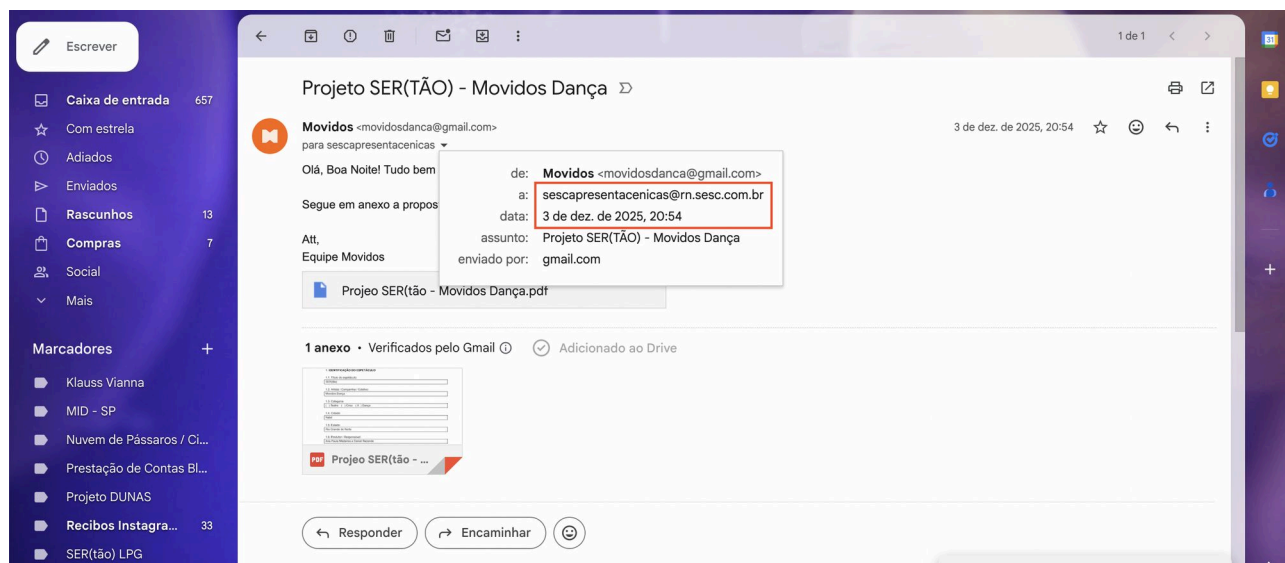 Escrever
1 de 1
31
Caixa de entrada 657
Com estrela
Adiados
Enviados
Rascunhos 13
Compras 7
Social
Mais
Marcadores
Klauss Vianna
MID - SP
Nuvem de Pássaros / Ci...
Prestação de Contas Bl...
Projeto DUNAS
Recibos Instagra... 33
SER(tão) LPG
Projeto SER(TÃO) - Movidos Dança
Movidos <movidosdanca@gmail.com>
3 de dez. de 2025, 20:54
para sescapresentacenicas
Olá, Boa Noite! Tudo bem
Segue em anexo a propos
Att,
Equipe Movidos
de: Movidos <movidosdanca@gmail.com>
a: sescapresentacenicas@rn.sesc.com.br
data: 3 de dez. de 2025, 20:54
assunto: Projeto SER(TÃO) - Movidos Dança
enviado por: gmail.com
Projeo SER(tão - Movidos Dança.pdf
1 anexo • Verificados pelo Gmail
Adicionado ao Drive
PDF Projeo SER(tão - ...
Responder
Encaminhar